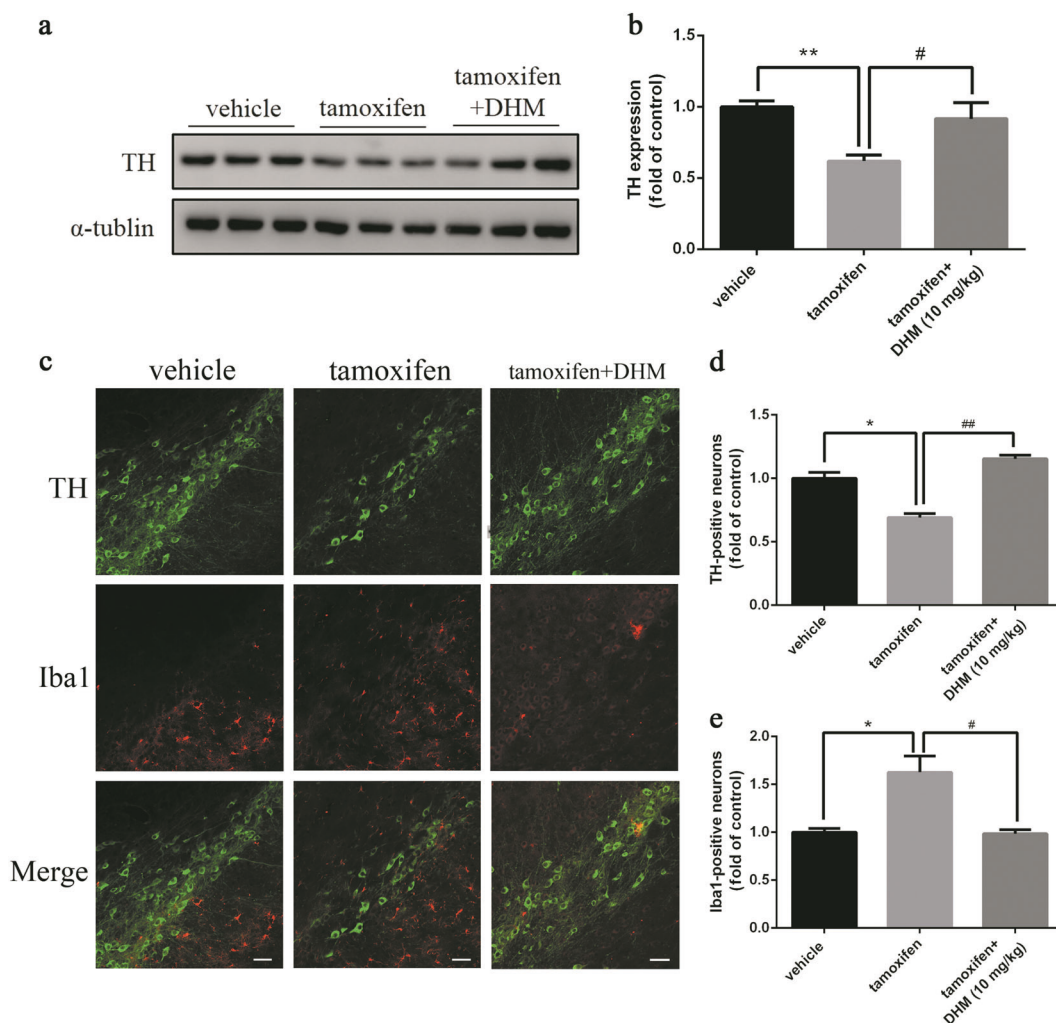 a
vehicle
tamoxifen
tamoxifen
+DHM
TH
α-tublin
b
TH expression
(fold of control)
1.5
1.0
0.5
0.0
**
#
vehicle
tamoxifen
tamoxifen+
DHM (10 mg/kg)
c
vehicle
tamoxifen
tamoxifen+DHM
TH
Iba1
Merge
d
TH-positive neurons
(fold of control)
1.5
1.0
0.5
0.0
*
##
vehicle
tamoxifen
tamoxifen+
DHM (10 mg/kg)
e
Iba1-positive neurons
(fold of control)
2.0
1.5
1.0
0.5
0.0
*
#
vehicle
tamoxifen
tamoxifen+
DHM (10 mg/kg)